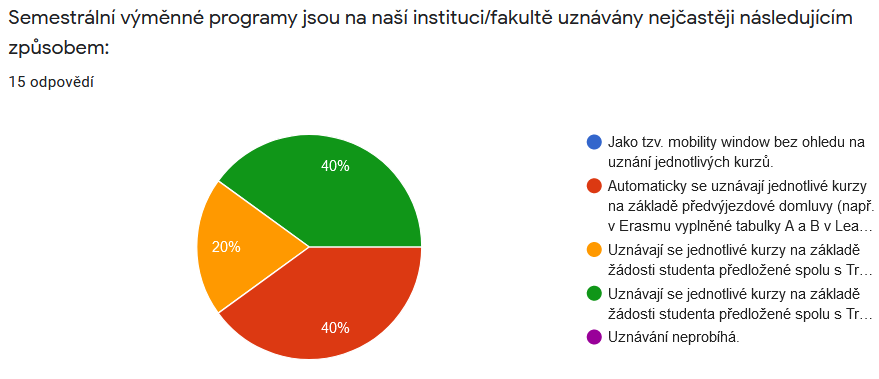 Semestrální výměnné programy jsou na naší instituci/fakultě uznávány nejčastěji následujícím
způsobem:
15 odpovědí
40%
20%
40%
Jako tzv. mobility window bez ohledu na
uznání jednotlivých kurzů.
Automaticky se uznávají jednotlivé kurzy
na základě předvýjezdové domluvy (např.
v Erasmu vyplněné tabulky A a B v Lea…
Uznávají se jednotlivé kurzy na základě
žádosti studenta předložené spolu s Tr…
Uznávají se jednotlivé kurzy na základě
žádosti studenta předložené spolu s Tr…
Uznávání neprobíhá.